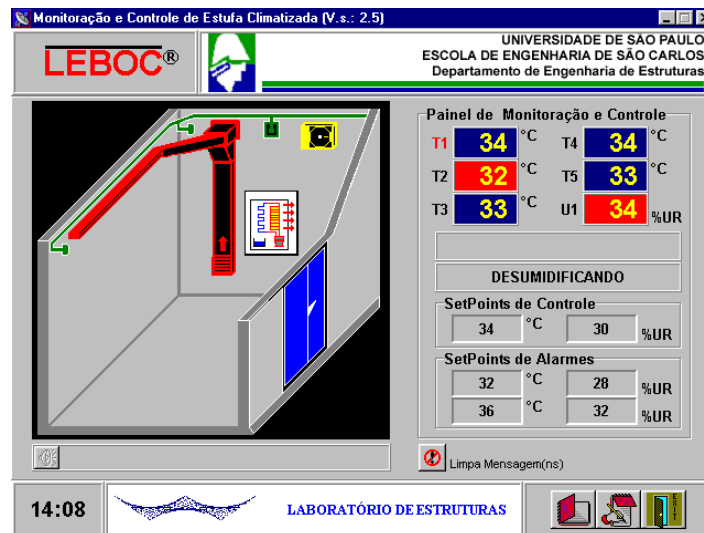 Monitoração e Controle de Estufa Climatizada (V.s.: 2.5)
LEBOC®
UNIVERSIDADE DE SÃO PAULO
ESCOLA DE ENGENHARIA DE SÃO CARLOS
Departamento de Engenharia de Estruturas
Painel de Monitoração e Controle
T1 34 °C T4 34 °C
T2 32 °C T5 33 °C
T3 33 °C U1 34 %UR
DESUMIDIFICANDO
SetPoints de Controle
34 °C 30 %UR
SetPoints de Alarmes
32 °C 28 %UR
36 °C 32 %UR
Limpa Mensagem(ns)
14:08
LABORATÓRIO DE ESTRUTURAS
EXIT